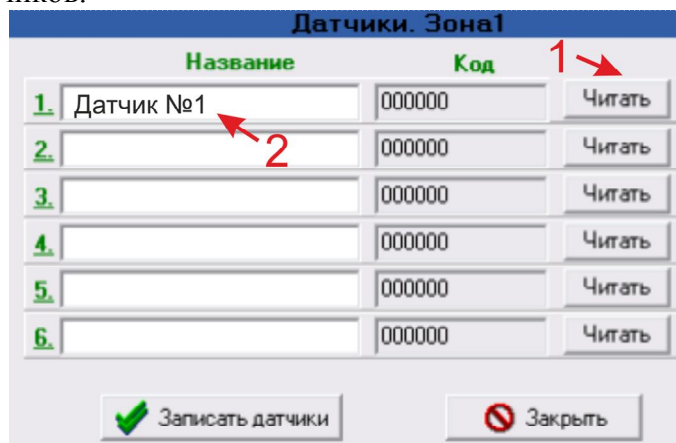 Датчики. Зона1
Название Код 1
1. Датчик №1 000000 Читать
2. 2 000000 Читать
3. 000000 Читать
4. 000000 Читать
5. 000000 Читать
6. 000000 Читать
Записать датчики Закрыть